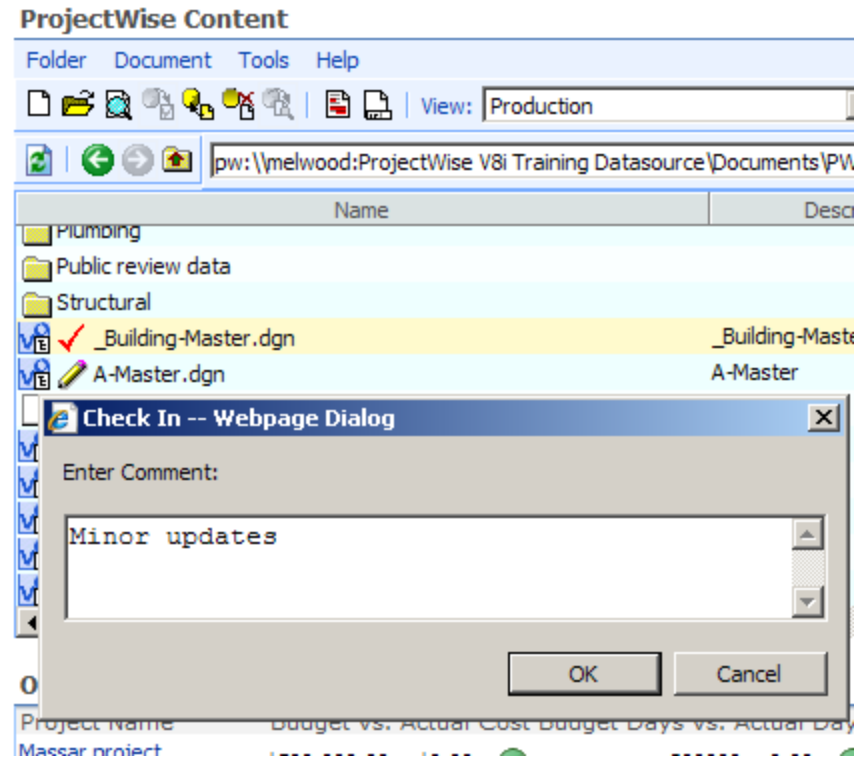 ProjectWise Content
Folder Document Tools Help
View: Production
pw:\\melwood:ProjectWise V8i Training Datasource\Documents\PW
Name Descr
Plumbing
Public review data
Structural
_Building-Master.dgn _Building-Maste
A-Master.dgn A-Master
Check In -- Webpage Dialog
Enter Comment:
Minor updates
OK Cancel
O
Project Name Budget vs. Actual Cost Budget Days vs. Actual Day
Massar project